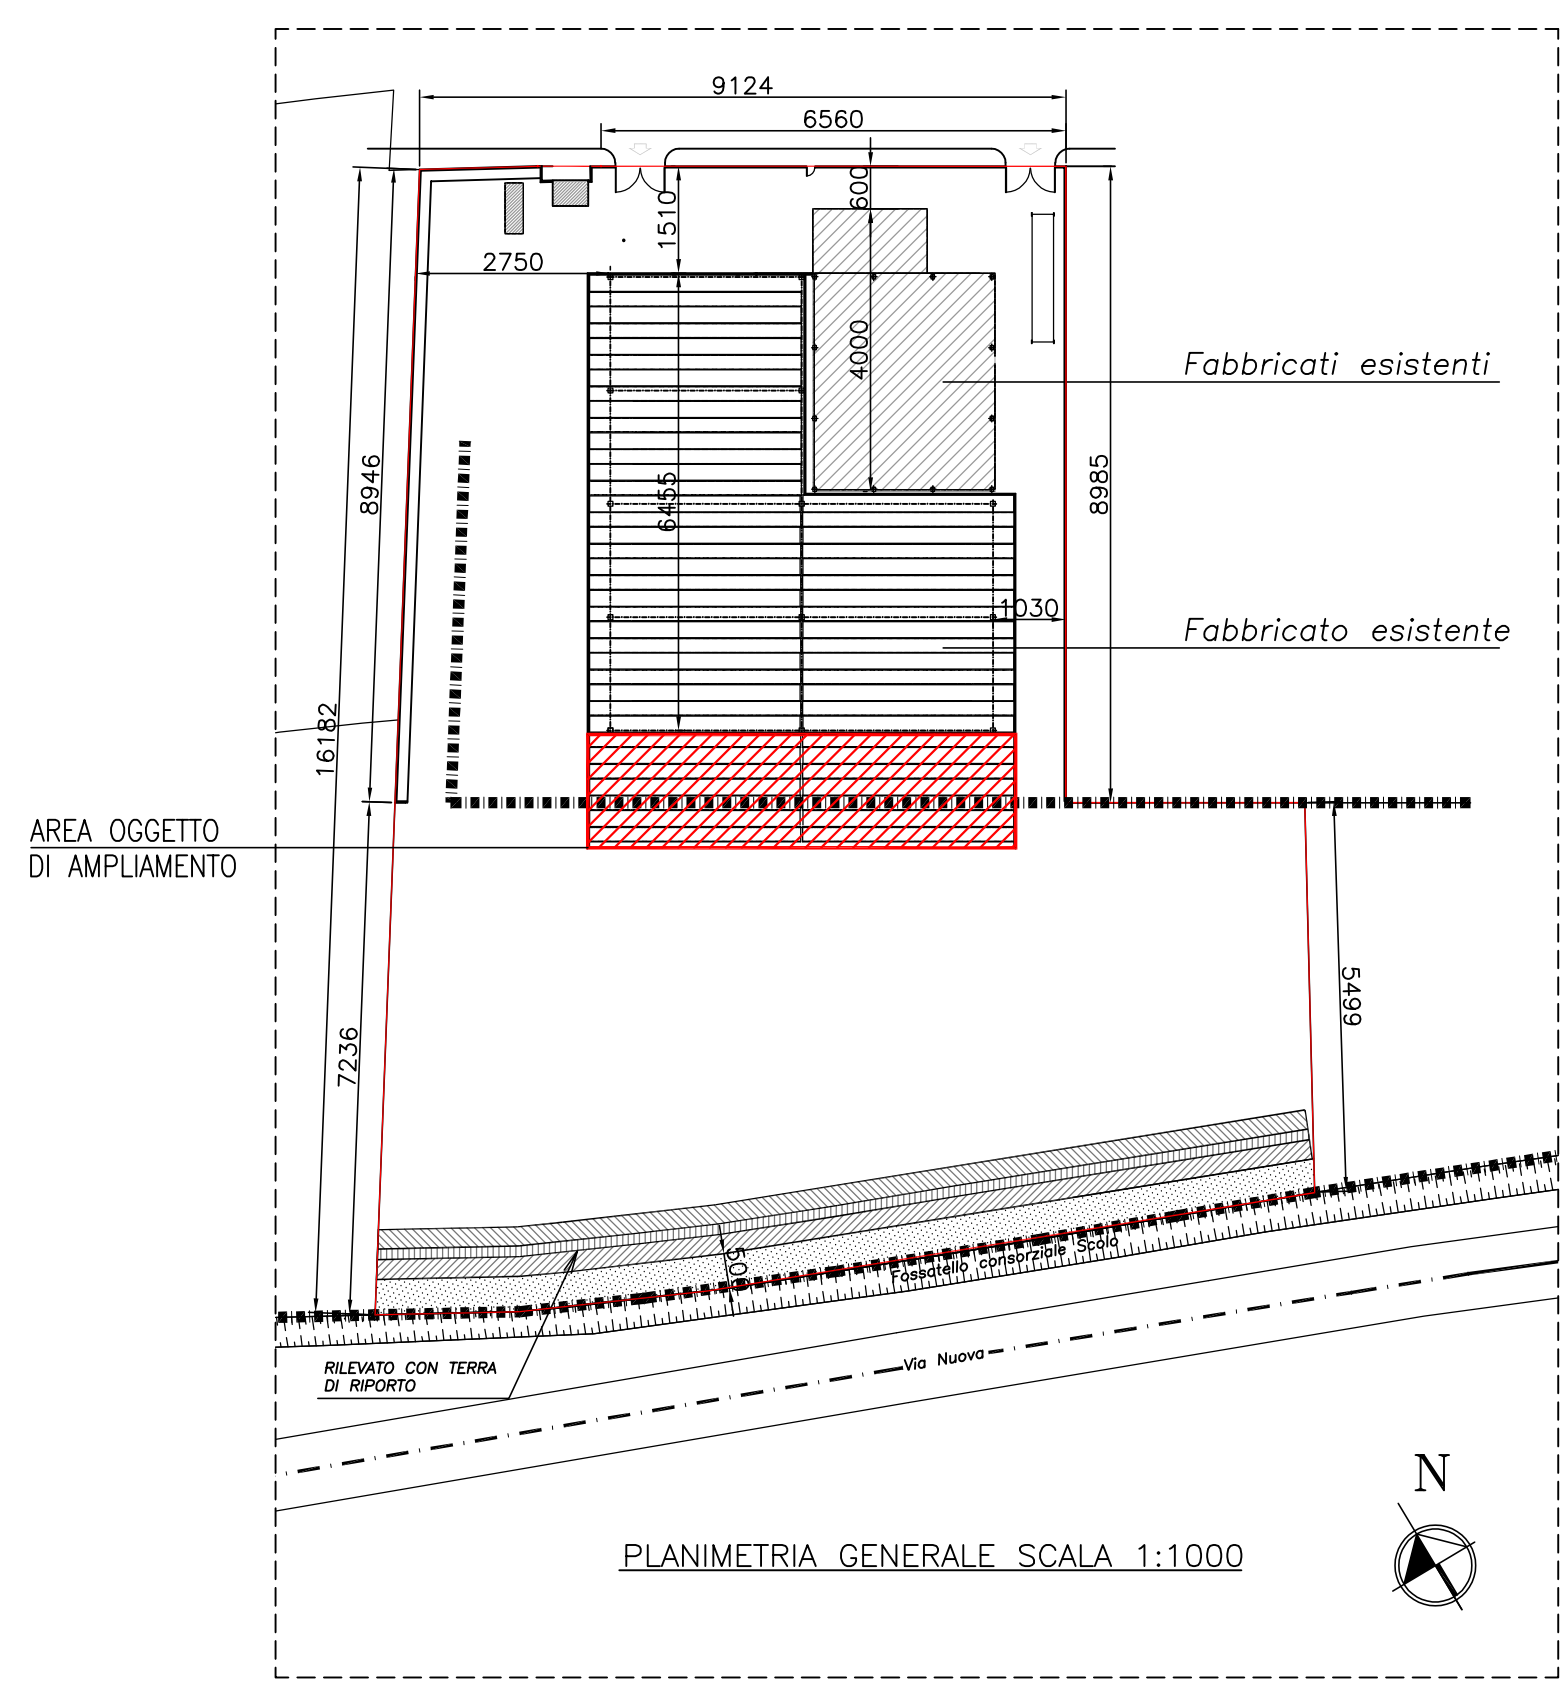 9124
6560
600
1510
2750
4000
Fabbricati esistenti
8946
6455
8985
1030
Fabbricato esistente
16182
AREA OGGETTO
DI AMPLIAMENTO
5499
7236
Fossatello consorziale Scolo
RILEVATO CON TERRA
DI RIPORTO
Via Nuova
N
PLANIMETRIA GENERALE SCALA 1:1000